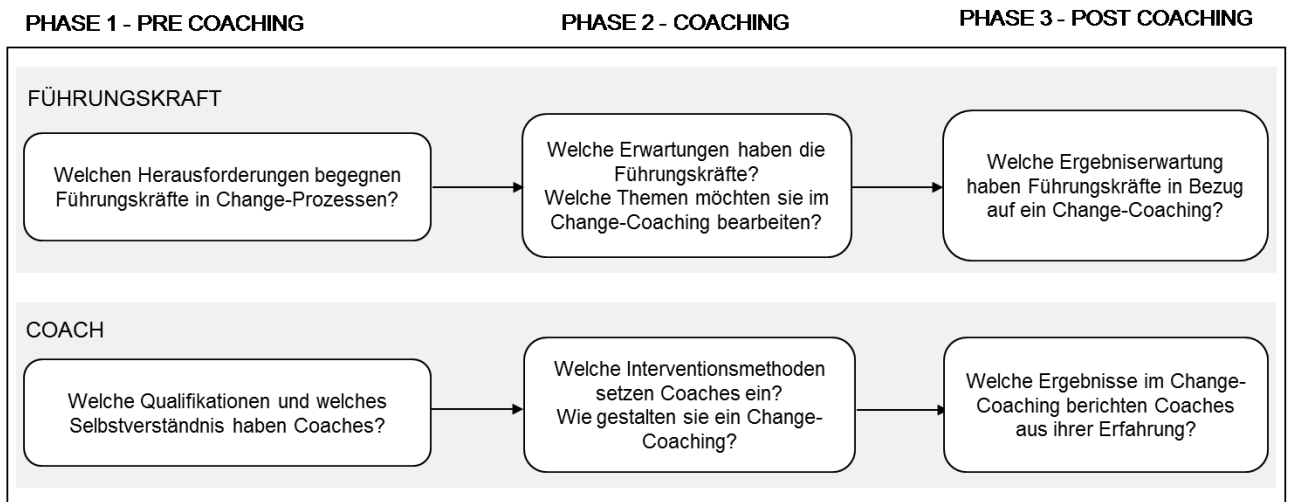 PHASE 1 - PRE COACHING
PHASE 2 - COACHING
PHASE 3 - POST COACHING
FÜHRUNGSKRAFT
Welchen Herausforderungen begegnen
Führungskräfte in Change-Prozessen?
Welche Erwartungen haben die
Führungskräfte?
Welche Themen möchten sie im
Change-Coaching bearbeiten?
Welche Ergebniserwartung
haben Führungskräfte in Bezug
auf ein Change-Coaching?
COACH
Welche Qualifikationen und welches
Selbstverständnis haben Coaches?
Welche Interventionsmethoden
setzen Coaches ein?
Wie gestalten sie ein Change-
Coaching?
Welche Ergebnisse im Change-
Coaching berichten Coaches
aus ihrer Erfahrung?